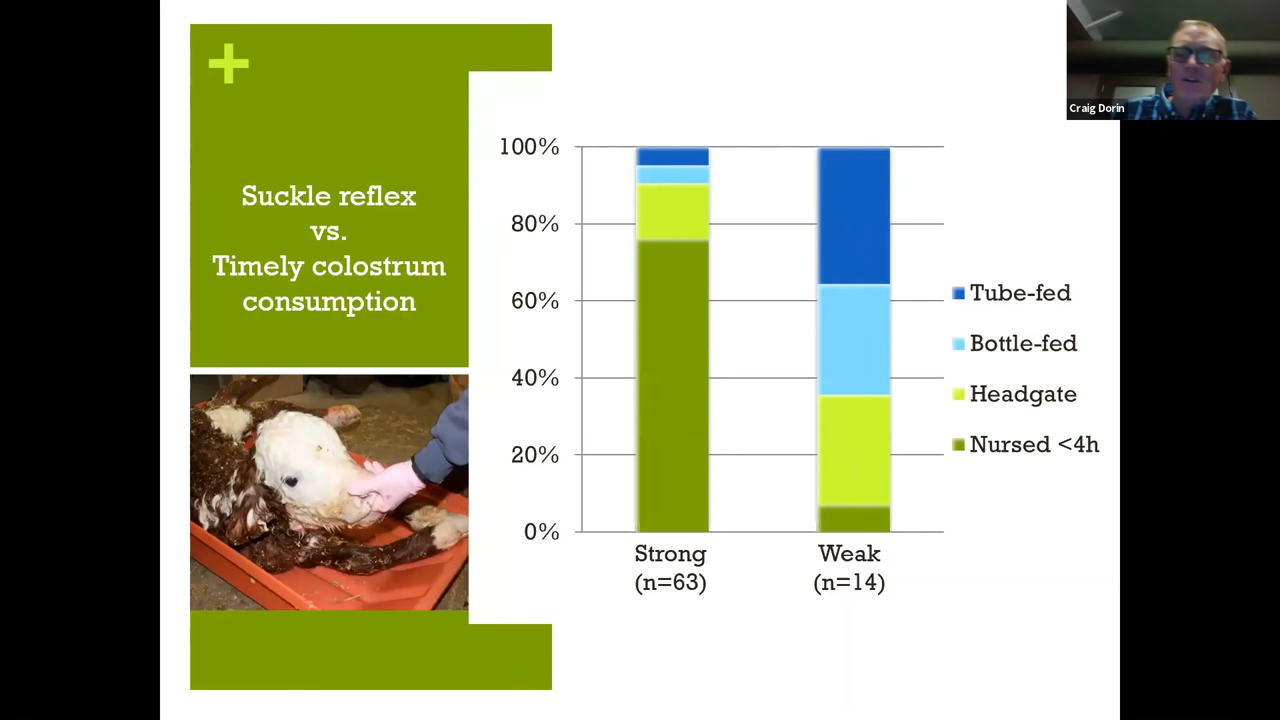 +
Suckle reflex
vs.
Timely colostrum
consumption
100%
80%
60%
40%
20%
0%
Strong
(n=63)
Weak
(n=14)
Tube-fed
Bottle-fed
Headgate
Nursed <4h
Craig Dorin